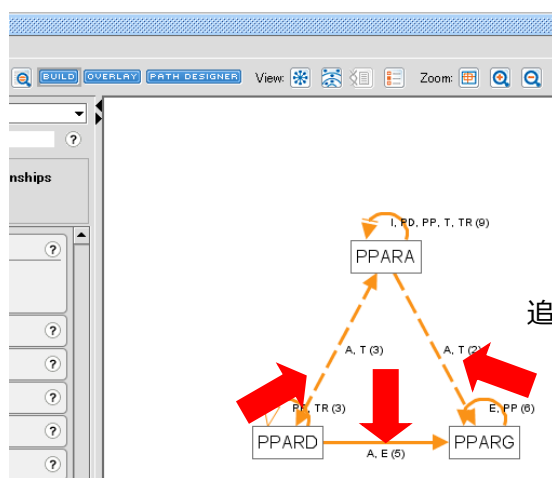 BUILD OVERLAY PATH DESIGNER View: Zoom:
?
nships
?
?
?
?
?
?
I, PD, PP, T, TR (9)
PPARA
追
A, T (3)
A, T (2)
PP, TR (3)
E, PP (6)
PPARD
PPARG
A, E (5)